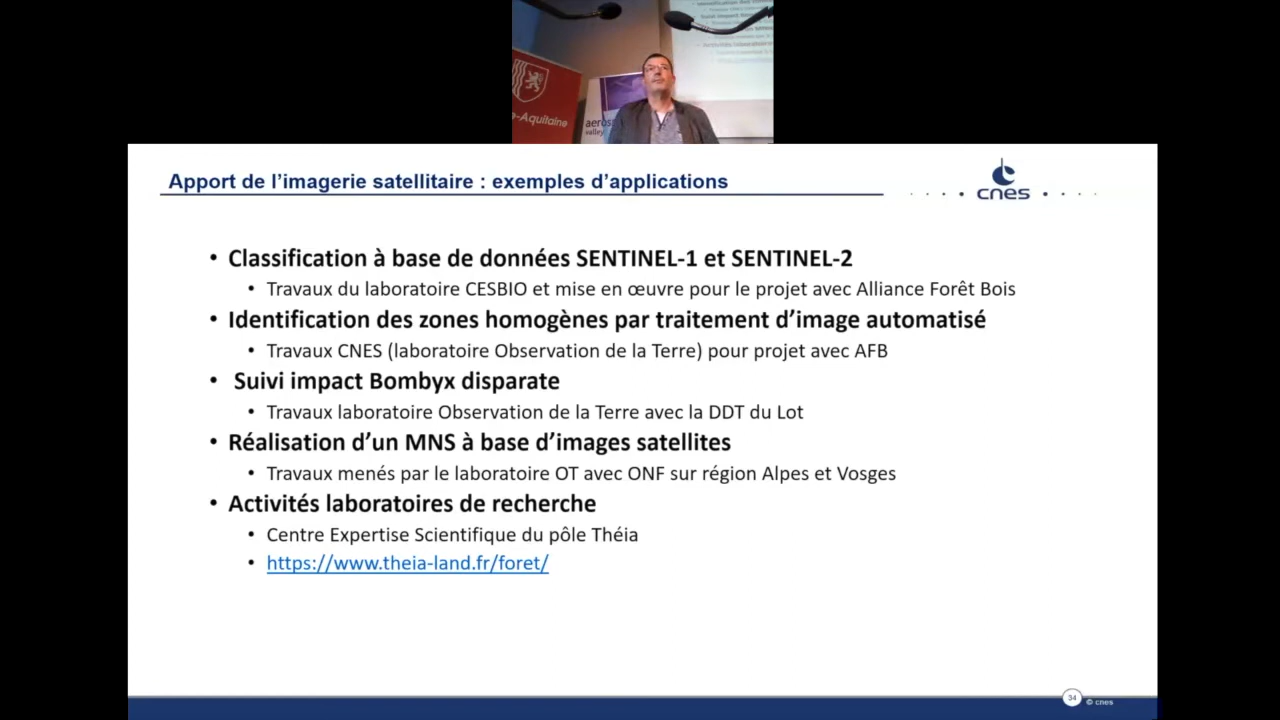 e-Aquitaine
aeros
valley
Apport de l’imagerie satellitaire : exemples d’applications
cnes
• Classification à base de données SENTINEL-1 et SENTINEL-2
• Travaux du laboratoire CESBIO et mise en œuvre pour le projet avec Alliance Forêt Bois
• Identification des zones homogènes par traitement d’image automatisé
• Travaux CNES (laboratoire Observation de la Terre) pour projet avec AFB
• Suivi impact Bombyx disparate
• Travaux laboratoire Observation de la Terre avec la DDT du Lot
• Réalisation d’un MNS à base d’images satellites
• Travaux menés par le laboratoire OT avec ONF sur région Alpes et Vosges
• Activités laboratoires de recherche
• Centre Expertise Scientifique du pôle Théia
• https://www.theia-land.fr/foret/
34
© cnes